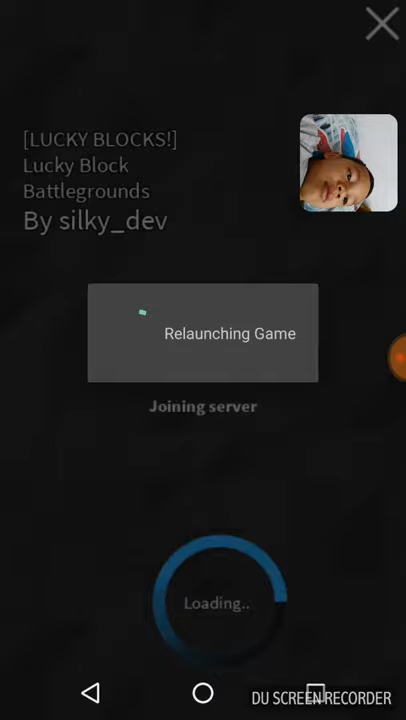 [LUCKY BLOCKS!]
Lucky Block
Battlegrounds
By silky_dev
Relaunching Game
Joining server
Loading..
DU SCREEN RECORDER